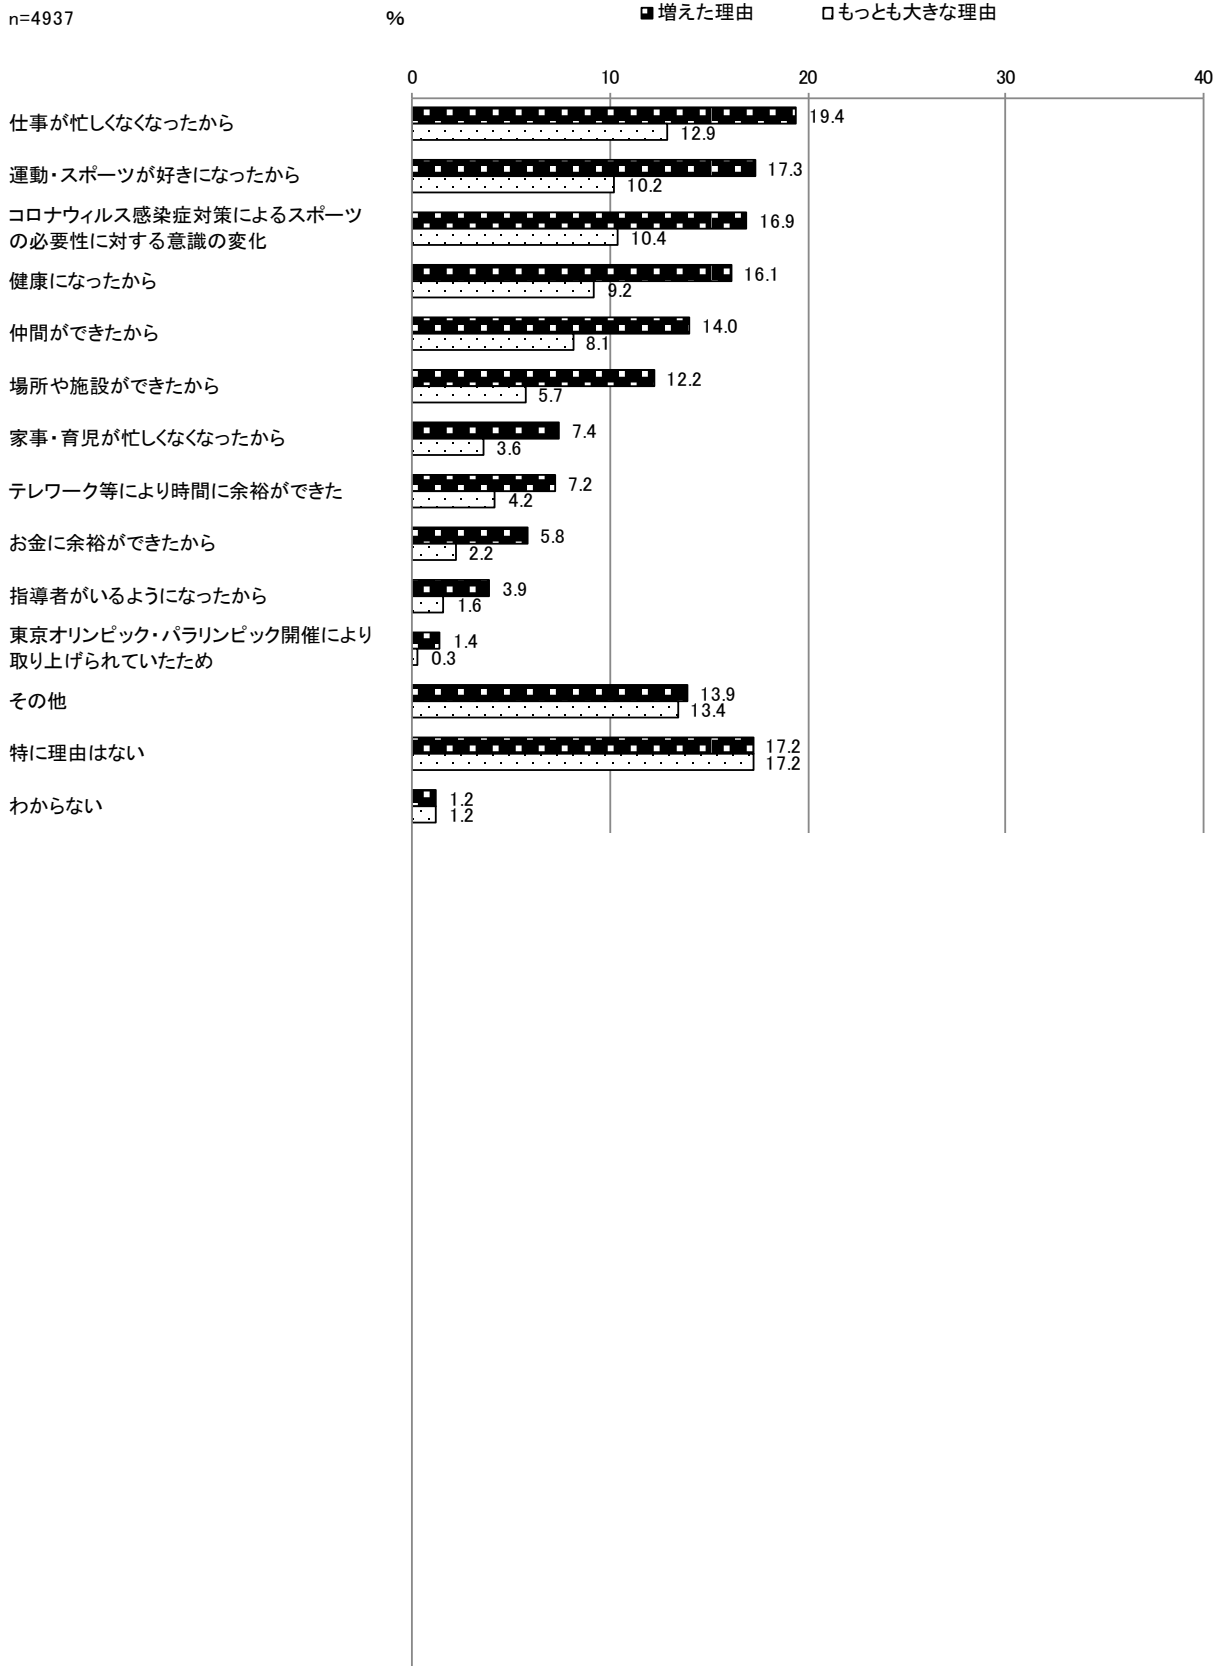 n=4937 % 増えた理由 もっとも大きな理由
0 10 20 30 40
仕事が忙しくなくなったから 19.4
12.9
運動・スポーツが好きになったから 17.3
10.2
コロナウィルス感染症対策によるスポーツ
の必要性に対する意識の変化 16.9
10.4
健康になったから 16.1
9.2
仲間ができたから 14.0
8.1
場所や施設ができたから 12.2
5.7
家事・育児が忙しくなくなったから 7.4
3.6
テレワーク等により時間に余裕ができた 7.2
4.2
お金に余裕ができたから 5.8
2.2
指導者がいるようになったから 3.9
1.6
東京オリンピック・パラリンピック開催により
取り上げられていたため 1.4
0.3
その他 13.9
13.4
特に理由はない 17.2
17.2
わからない 1.2
1.2